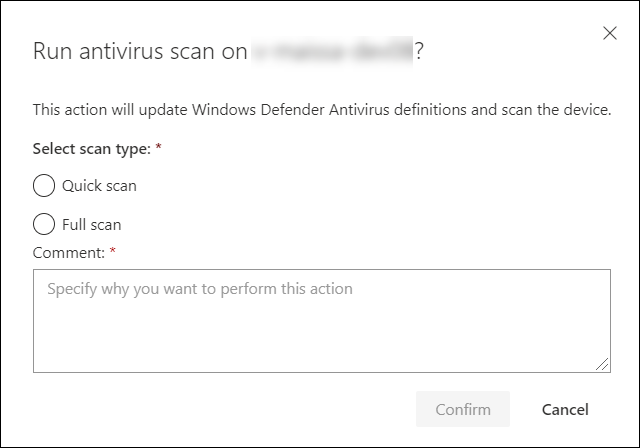 Run antivirus scan on ?
This action will update Windows Defender Antivirus definitions and scan the device.
Select scan type: *
Quick scan
Full scan
Comment: *
Specify why you want to perform this action
Confirm Cancel